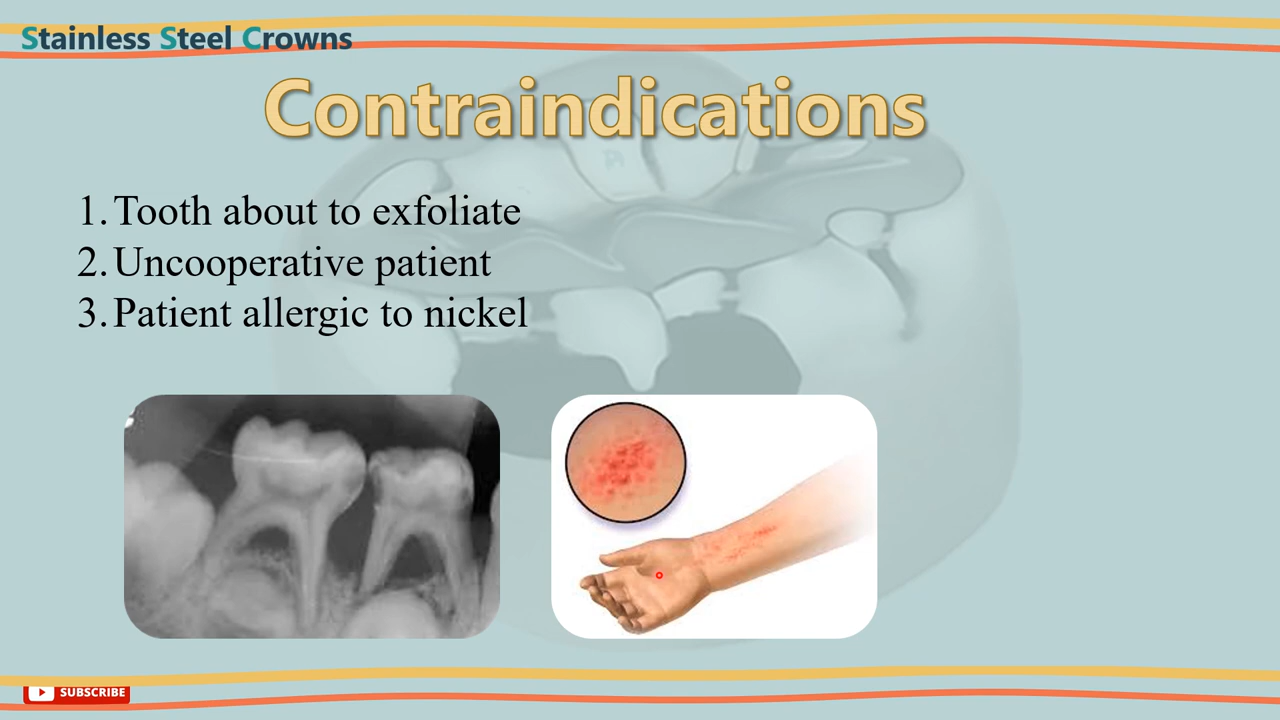 Stainless Steel Crowns
Contraindications
1. Tooth about to exfoliate
2. Uncooperative patient
3. Patient allergic to nickel
SUBSCRIBE